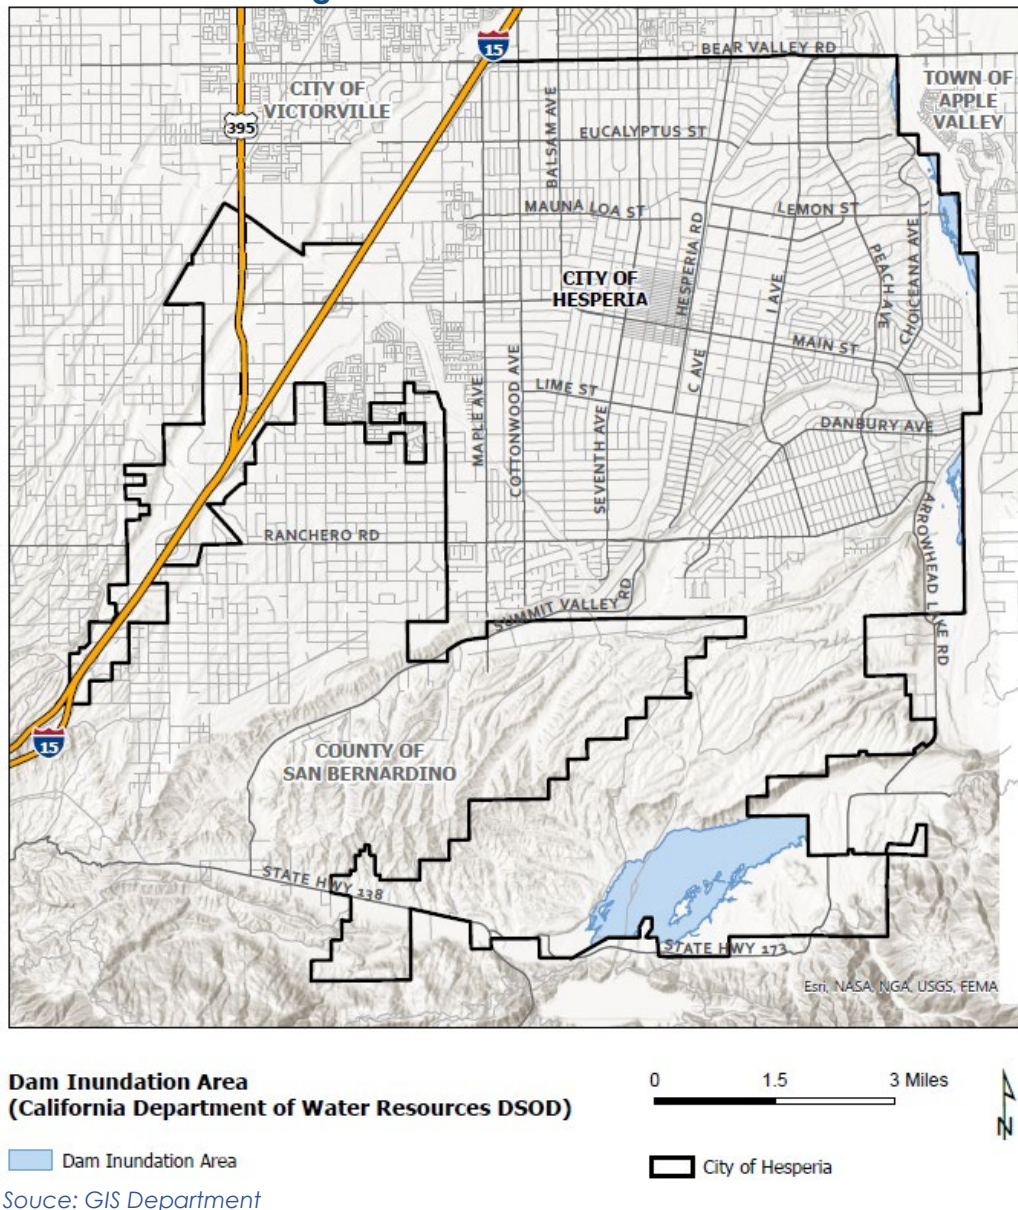 15
BEAR VALLEY RD
CITY OF
VICTORVILLE
TOWN OF
APPLE
VALLEY
395
BALSAM AVE
EUCALYPTUS ST
MAUNA LOA ST
LEMON ST
HESPERIA RD
CHOICEANA AVE
PEACH AVE
I AVE
CITY OF
HESPERIA
MAIN ST
C AVE
LIME ST
MAPLE AVE
COTTONWOOD AVE
SEVENTH AVE
DANBURY AVE
RANCHERO RD
ARROWHEAD LAKE RD
SUMMIT VALLEY RD
15
COUNTY OF
SAN BERNARDINO
STATE HWY 138
STATE HWY 173
Esri, NASA, NGA, USGS, FEMA
Dam Inundation Area
(California Department of Water Resources DSOD)
0 1.5 3 Miles
N
Dam Inundation Area
City of Hesperia
Souce: GIS Department